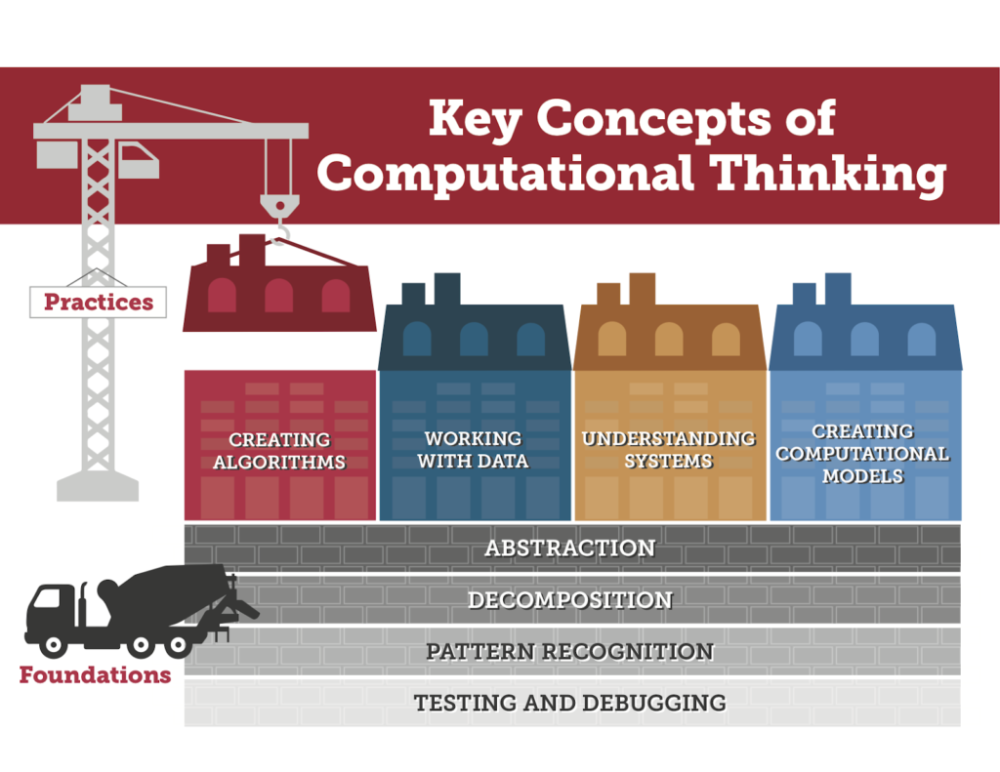 Key Concepts of
Computational Thinking
Practices
CREATING
ALGORITHMS
WORKING
WITH DATA
UNDERSTANDING
SYSTEMS
CREATING
COMPUTATIONAL
MODELS
ABSTRACTION
DECOMPOSITION
PATTERN RECOGNITION
TESTING AND DEBUGGING
Foundations